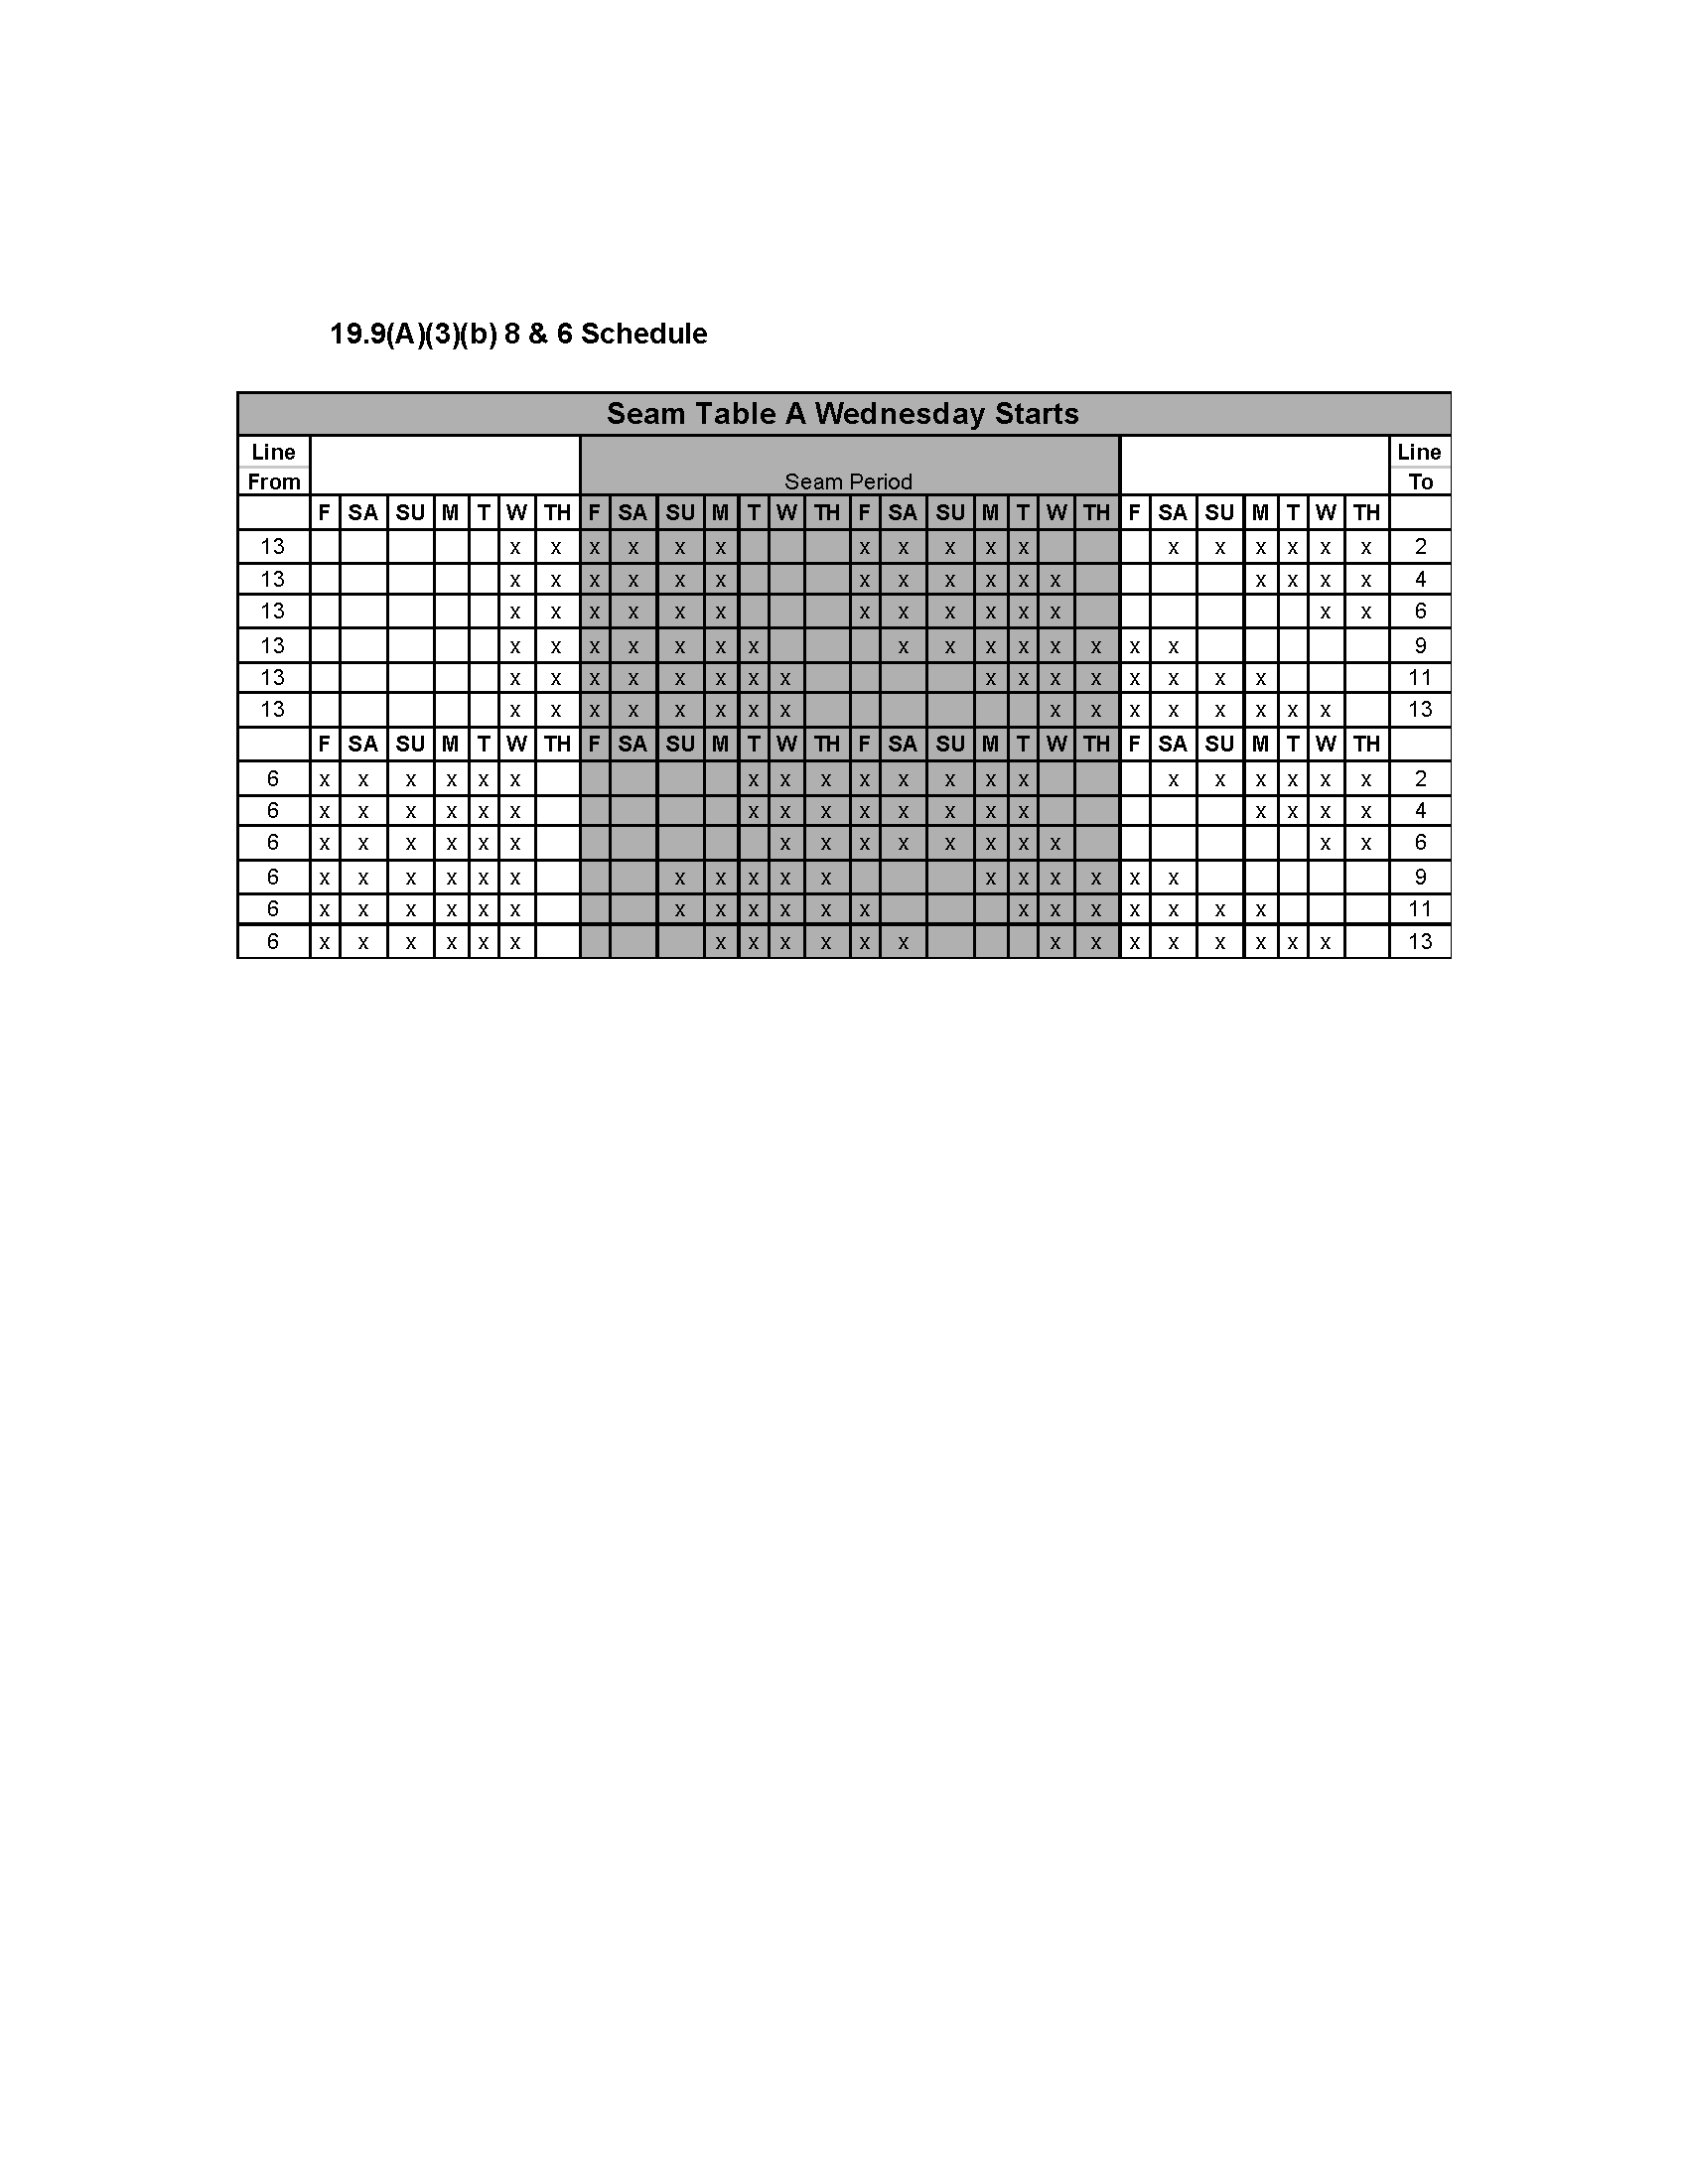 19.9(A)(3)(b) 8 & 6 Schedule
Seam Table A Wednesday Starts
Line Line
From Seam Period To
F SA SU M T W TH F SA SU M T W TH F SA SU M T W TH F SA SU M T W TH
13 x x x x x x x x x x x x x x x x x 2
13 x x x x x x x x x x x x x x x x 4
13 x x x x x x x x x x x x x x 6
13 x x x x x x x x x x x x x x x 9
13 x x x x x x x x x x x x x x x x 11
13 x x x x x x x x x x x x x x x x 13
F SA SU M T W TH F SA SU M T W TH F SA SU M T W TH F SA SU M T W TH
6 x x x x x x x x x x x x x x x x x x x x 2
6 x x x x x x x x x x x x x x x x x x 4
6 x x x x x x x x x x x x x x x x 6
6 x x x x x x x x x x x x x x x x x 9
6 x x x x x x x x x x x x x x x x x x x 11
6 x x x x x x x x x x x x x x x x x x x x 13